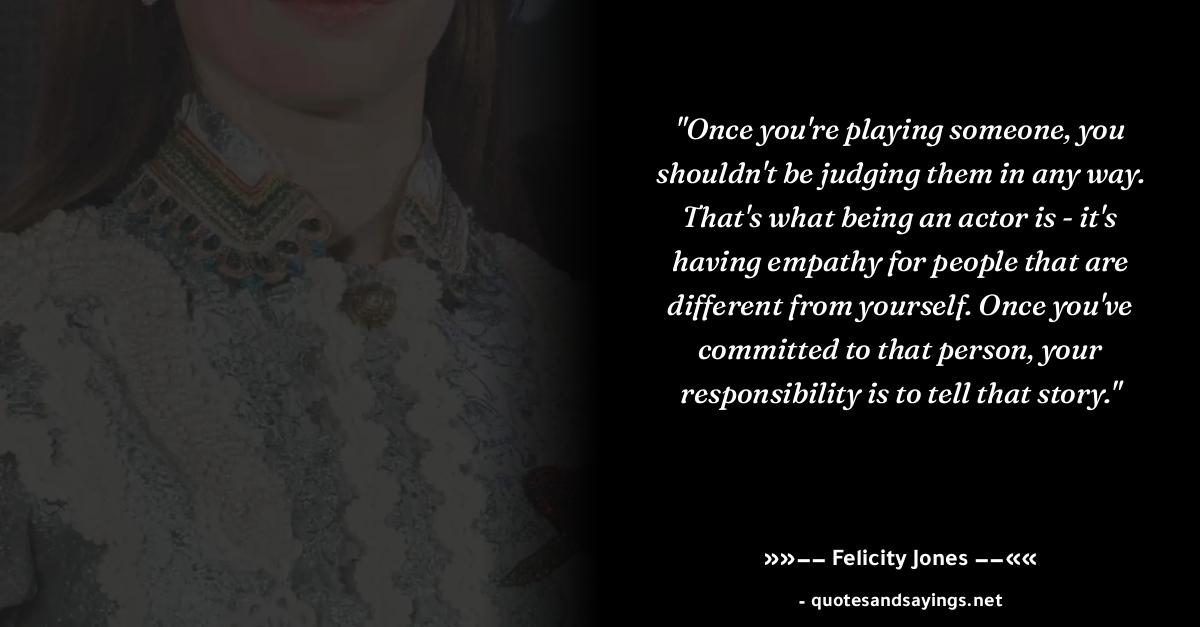 "Once you're playing someone, you
shouldn't be judging them in any way.
That's what being an actor is - it's
having empathy for people that are
different from yourself. Once you've
committed to that person, your
responsibility is to tell that story."
»»–– Felicity Jones ––««
- quotesandsayings.net